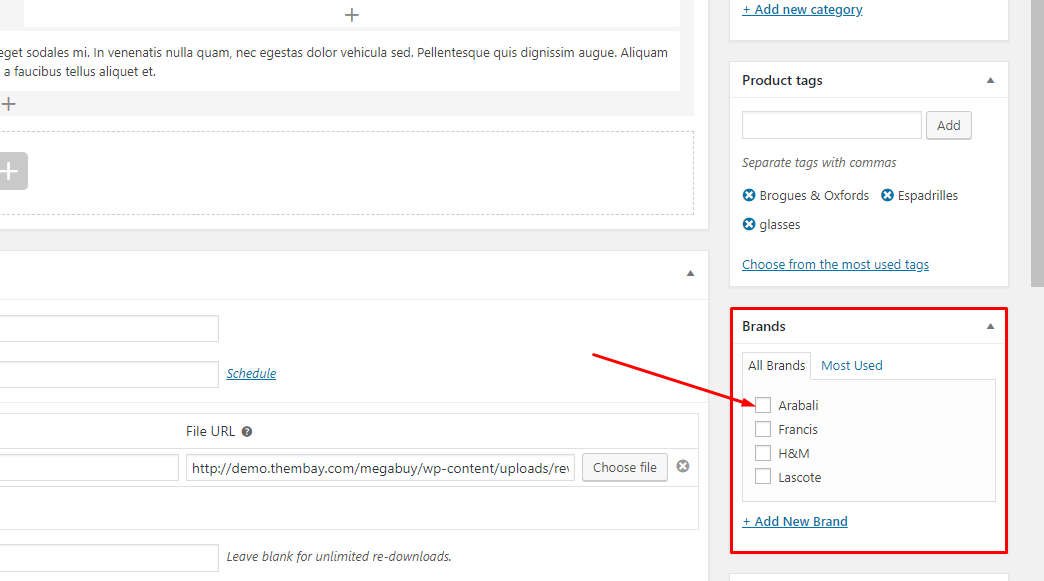 + Add new category
eget sodales mi. In venenatis nulla quam, nec egestas dolor vehicula sed. Pellentesque quis dignissim augue. Aliquam
a faucibus tellus aliquet et.
Product tags
Add
Separate tags with commas
Brogues & Oxfords Espadrilles
glasses
Choose from the most used tags
Schedule
File URL
http://demo.thembay.com/megabuy/wp-content/uploads/rev Choose file
Leave blank for unlimited re-downloads.
Brands
All Brands Most Used
Arabali
Francis
H&M
Lascote
+ Add New Brand